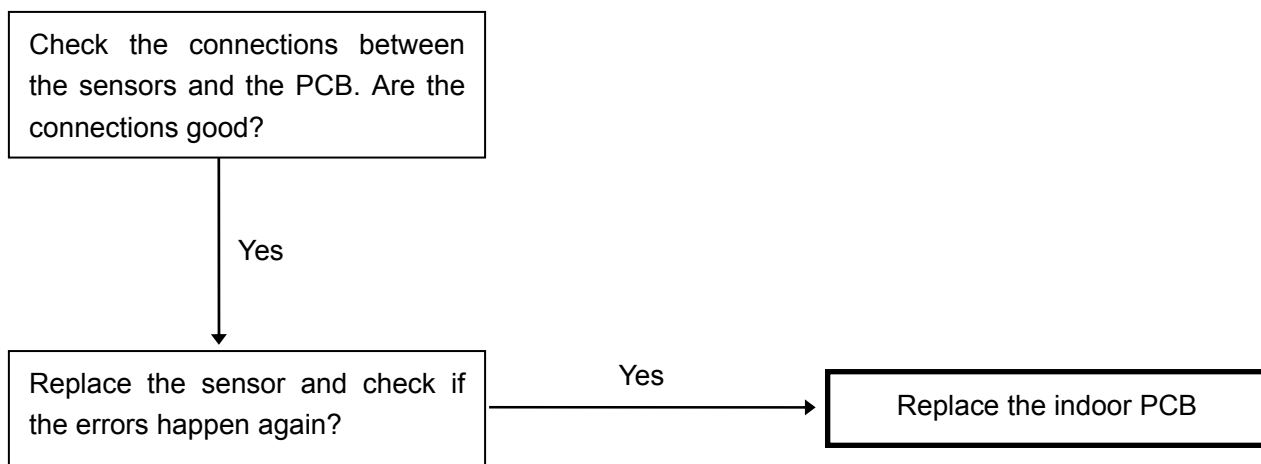 Check the connections between
the sensors and the PCB. Are the
connections good?
Yes
Replace the sensor and check if
the errors happen again?
Yes
Replace the indoor PCB